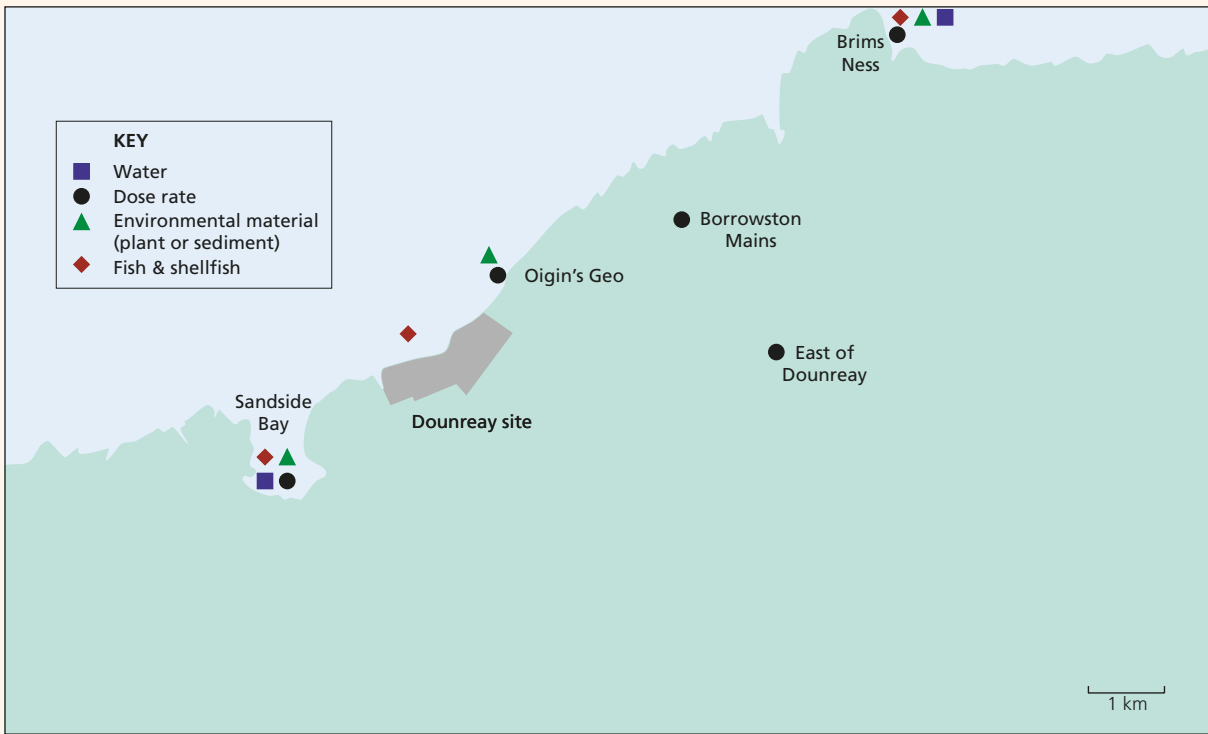 Brims
Ness
KEY
Water
Dose rate
Environmental material
(plant or sediment)
Fish & shellfish
Borrowston
Mains
Oigin's Geo
East of
Dounreay
Sandside
Bay
Dounreay site
1 km